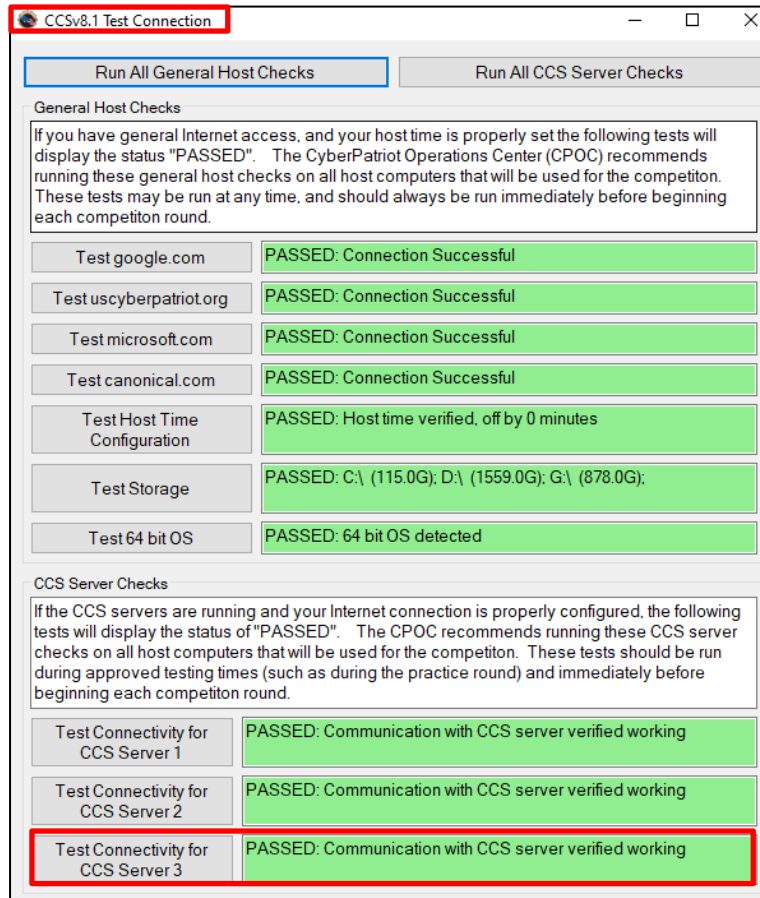 CCSv8.1 Test Connection
Run All General Host Checks
Run All CCS Server Checks
General Host Checks
If you have general Internet access, and your host time is properly set the following tests will
display the status "PASSED".   The CyberPatriot Operations Center (CPOC) recommends
running these general host checks on all host computers that will be used for the competiton.
These tests may be run at any time, and should always be run immediately before beginning
each competiton round.
Test google.com
PASSED: Connection Successful
Test uscyberpatriot.org
PASSED: Connection Successful
Test microsoft.com
PASSED: Connection Successful
Test canonical.com
PASSED: Connection Successful
Test Host Time
Configuration
PASSED: Host time verified, off by 0 minutes
Test Storage
PASSED: C:\ (115.0G); D:\ (1559.0G); G:\ (878.0G);
Test 64 bit OS
PASSED: 64 bit OS detected
CCS Server Checks
If the CCS servers are running and your Internet connection is properly configured, the following
tests will display the status of "PASSED".   The CPOC recommends running these CCS server
checks on all host computers that will be used for the competiton.  These tests should be run
during approved testing times (such as during the practice round) and immediately before
beginning each competiton round.
Test Connectivity for
CCS Server 1
PASSED: Communication with CCS server verified working
Test Connectivity for
CCS Server 2
PASSED: Communication with CCS server verified working
Test Connectivity for
CCS Server 3
PASSED: Communication with CCS server verified working